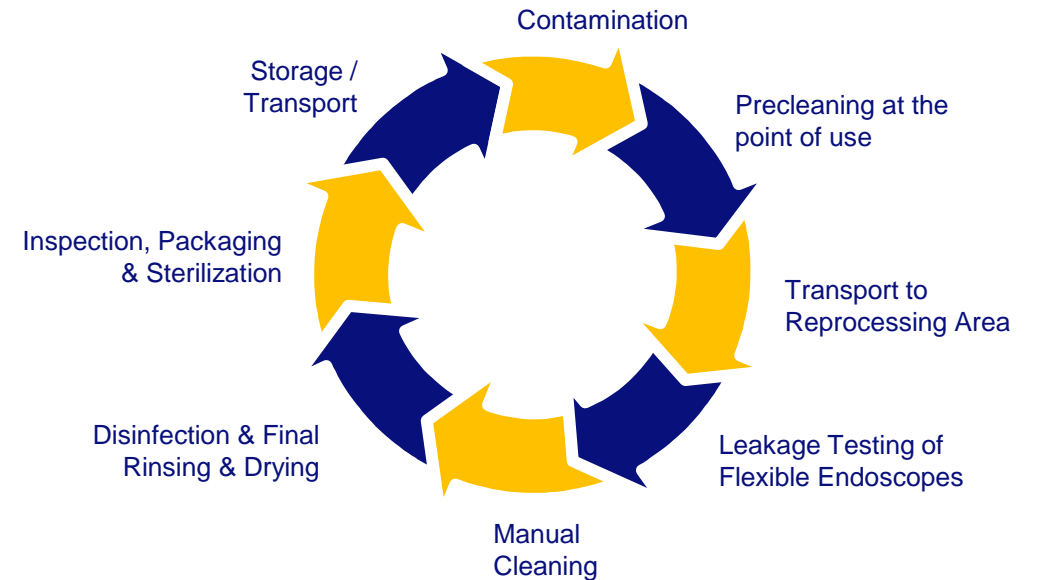 Contamination
Precleaning at the
point of use
Transport to
Reprocessing Area
Leakage Testing of
Flexible Endoscopes
Manual
Cleaning
Disinfection & Final
Rinsing & Drying
Inspection, Packaging
& Sterilization
Storage /
Transport